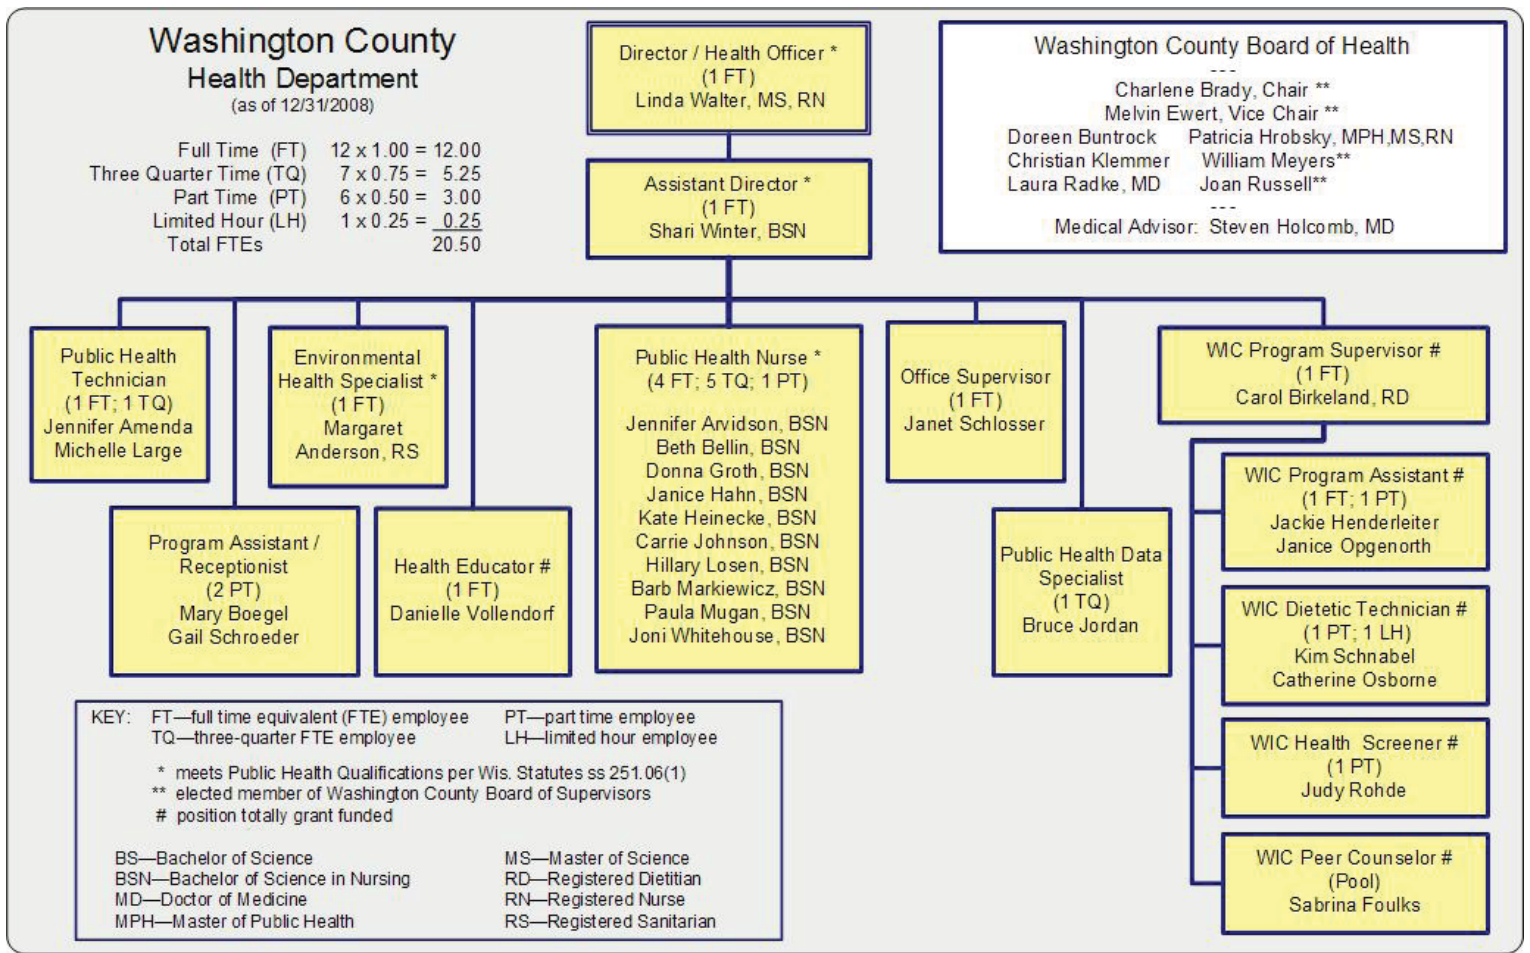 Washington County
Health Department
(as of 12/31/2008)
Full Time (FT) 12 x 1.00 = 12.00
Three Quarter Time (TQ) 7 x 0.75 = 5.25
Part Time (PT) 6 x 0.50 = 3.00
Limited Hour (LH) 1 x 0.25 = 0.25
Total FTEs 20.50
Director / Health Officer *
(1 FT)
Linda Walter, MS, RN
Assistant Director *
(1 FT)
Shari Winter, BSN
Washington County Board of Health
---
Charlene Brady, Chair **
Melvin Ewert, Vice Chair **
Doreen Buntrock Patricia Hrobsky, MPH,MS,RN
Christian Klemmer William Meyers**
Laura Radke, MD Joan Russell**
---
Medical Advisor: Steven Holcomb, MD
Public Health
Technician
(1 FT; 1 TQ)
Jennifer Amenda
Michelle Large
Program Assistant /
Receptionist
(2 PT)
Mary Boegel
Gail Schroeder
Environmental
Health Specialist *
(1 FT)
Margaret
Anderson, RS
Health Educator #
(1 FT)
Danielle Vollendorf
Public Health Nurse *
(4 FT; 5 TQ; 1 PT)
Jennifer Arvidson, BSN
Beth Bellin, BSN
Donna Groth, BSN
Janice Hahn, BSN
Kate Heinecke, BSN
Carrie Johnson, BSN
Hillary Losen, BSN
Barb Markiewicz, BSN
Paula Mugan, BSN
Joni Whitehouse, BSN
Office Supervisor
(1 FT)
Janet Schlosser
Public Health Data
Specialist
(1 TQ)
Bruce Jordan
WIC Program Supervisor #
(1 FT)
Carol Birkeland, RD
WIC Program Assistant #
(1 FT; 1 PT)
Jackie Henderleiter
Janice Opgenorth
WIC Dietetic Technician #
(1 PT; 1 LH)
Kim Schnabel
Catherine Osborne
WIC Health Screener #
(1 PT)
Judy Rohde
WIC Peer Counselor #
(Pool)
Sabrina Foulks
KEY: FT—full time equivalent (FTE) employee PT—part time employee
TQ—three-quarter FTE employee LH—limited hour employee
* meets Public Health Qualifications per Wis. Statutes ss 251.06(1)
** elected member of Washington County Board of Supervisors
# position totally grant funded
BS—Bachelor of Science MS—Master of Science
BSN—Bachelor of Science in Nursing RD—Registered Dietitian
MD—Doctor of Medicine RN—Registered Nurse
MPH—Master of Public Health RS—Registered Sanitarian